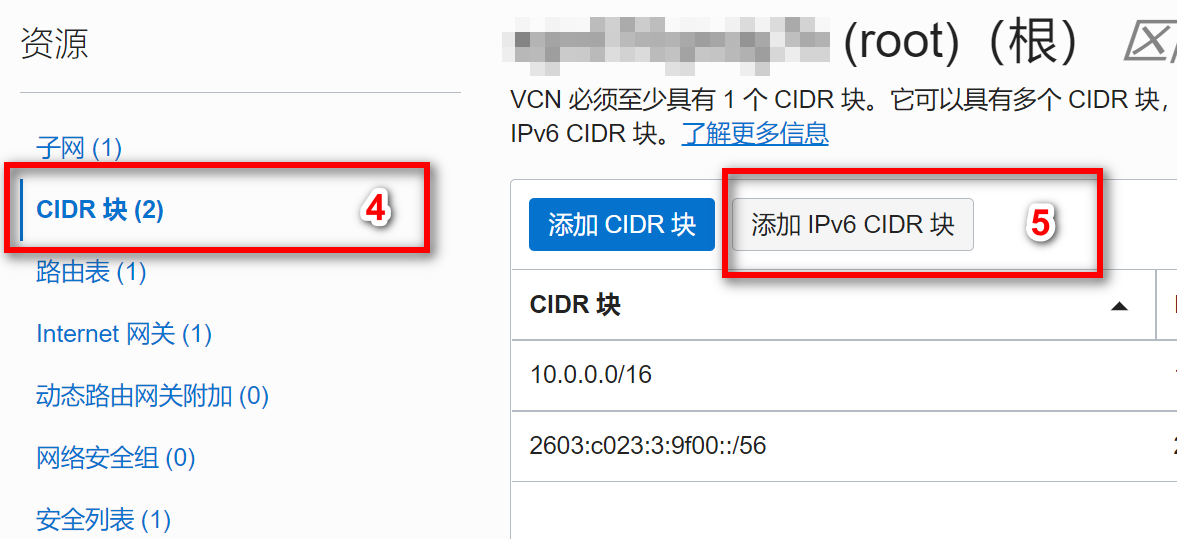 资源
(root)（根）
VCN 必须至少具有 1 个 CIDR 块。它可以具有多个 CIDR 块，
IPv6 CIDR 块。了解更多信息
子网 (1)
CIDR 块 (2)
4
路由表 (1)
Internet 网关 (1)
动态路由网关附加 (0)
网络安全组 (0)
安全列表 (1)
添加 CIDR 块
添加 IPv6 CIDR 块
5
CIDR 块
10.0.0.0/16
2603:c023:3:9f00::/56